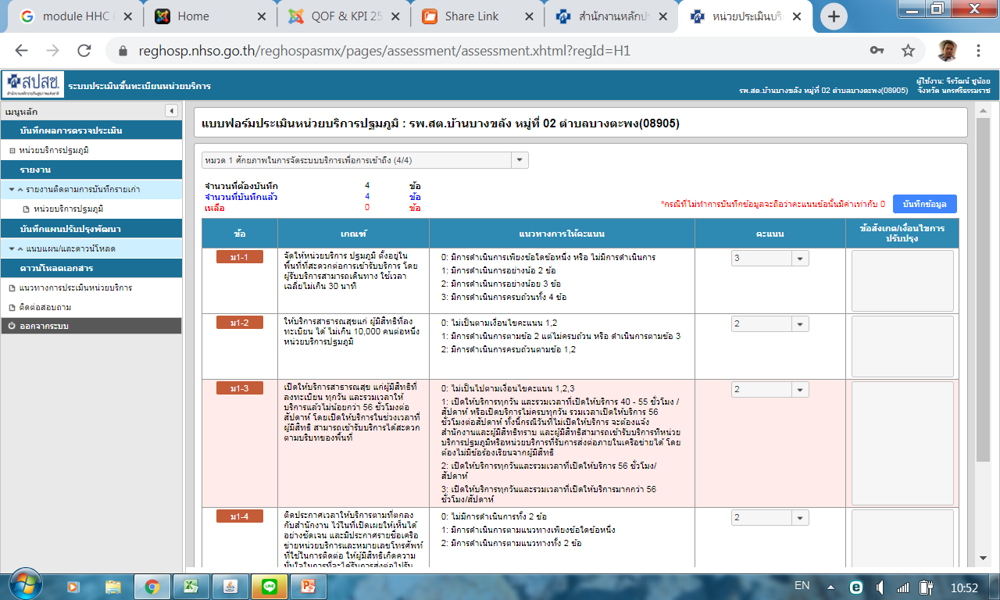 module HHC
Home
QOF & KPI 25
Share Link
สำนักงานหลักป
หน่วยประเมินบริ
reghosp.nhso.go.th/reghospasmx/pages/assessment/assessment.xhtml?regId=H1
สปสช.
ระบบประเมินขึ้นทะเบียนหน่วยบริการ
ผู้ใช้งาน: จีรวัฒน์ ชูน้อย
รพ.สต.บ้านบางขลัง หมู่ที่ 02 ตำบลบางตะพง(08905) จังหวัด นครศรีธรรมราช
เมนูหลัก
บันทึกผลการตรวจประเมิน
หน่วยบริการปฐมภูมิ
รายงาน
รายงานติดตามการบันทึกรายเก่า
หน่วยบริการปฐมภูมิ
บันทึกแผนปรับปรุงพัฒนา
แนบแผน/และดาวน์โหลด
ดาวน์โหลดเอกสาร
แนวทางการประเมินหน่วยบริการ
ติดต่อสอบถาม
ออกจากระบบ
แบบฟอร์มประเมินหน่วยบริการปฐมภูมิ : รพ.สต.บ้านบางขลัง หมู่ที่ 02 ตำบลบางตะพง(08905)
หมวด 1 ศักยภาพในการจัดระบบบริการเพื่อการเข้าถึง (4/4)
จำนวนที่ต้องบันทึก 4 ข้อ
จำนวนที่บันทึกแล้ว 4 ข้อ
เหลือ 0 ข้อ
*กรณีที่ไม่ทำการบันทึกข้อมูลจะถือว่าคะแนนข้อนั้นมีค่าเท่ากับ 0 บันทึกข้อมูล
ข้อ เกณฑ์ แนวทางการให้คะแนน คะแนน ข้อสังเกต/เงื่อนไขการ
ปรับปรุง
ม1-1
จัดให้หน่วยบริการ ปฐมภูมิ ตั้งอยู่ใน
พื้นที่ที่สะดวกต่อการเข้ารับบริการ โดย
ผู้รับบริการสามารถเดินทาง ใช้เวลา
เฉลี่ยไม่เกิน 30 นาที
0: มีการดำเนินการเพียงข้อใดข้อหนึ่ง หรือ ไม่มีการดำเนินการ
1: มีการดำเนินการอย่างน้อ 2 ข้อ
2: มีการดำเนินการอย่างน้อย 3 ข้อ
3: มีการดำเนินการครบถ้วนทั้ง 4 ข้อ
3
ม1-2
ให้บริการสาธารณสุขแก่ ผู้มีสิทธิที่ลง
ทะเบียน ได้ ไม่เกิน 10,000 คนต่อหนึ่ง
หน่วยบริการปฐมภูมิ
0: ไม่เป็นตามเงื่อนไขคะแนน 1,2
1: มีการดำเนินการตามข้อ 2 แต่ไม่ครบถ้วน หรือ ดำเนินการตามข้อ 3
2: มีการดำเนินการครบถ้วนตามข้อ 1,2
2
ม1-3
เปิดให้บริการสาธารณสุข แก่ผู้มีสิทธิที่
ลงทะเบียน ทุกวัน และรวมเวลาให้
บริการแล้วไม่น้อยกว่า 56 ชั่วโมงต่อ
สัปดาห์ โดยเปิดให้บริการในช่วงเวลาที่
ผู้มีสิทธิ สามารถเข้ารับบริการได้สะดวก
ตามบริบทของพื้นที่
0: ไม่เป็นไปตามเงื่อนไขคะแนน 1,2,3
1: เปิดให้บริการทุกวัน และรวมเวลาที่เปิดให้บริการ 40 - 55 ชั่วโมง /
สัปดาห์ หรือเปิดบริการไม่ครบทุกวัน รวมเวลาเปิดให้บริการ 56
ชั่วโมงต่อสัปดาห์ ทั้งนี้กรณีวันที่ไม่เปิดให้บริการ จะต้องแจ้ง
สำนักงานและผู้มีสิทธิทราบ และผู้มีสิทธิสามารถเข้ารับบริการที่หน่วย
บริการปฐมภูมิหรือหน่วยบริการที่รับการส่งต่อภายในเครือข่ายได้ โดย
ต้องไม่มีข้อร้องเรียนจากผู้มีสิทธิ
2: เปิดให้บริการทุกวันและรวมเวลาที่เปิดให้บริการ 56 ชั่วโมง/
สัปดาห์
3: เปิดให้บริการทุกวันและรวมเวลาที่เปิดให้บริการมากกว่า 56
ชั่วโมง/สัปดาห์
2
ม1-4
ติดประกาศเวลาให้บริการตามที่ตกลง
กับสำนักงาน ไว้ในที่เปิดเผยให้เห็นได้
อย่างชัดเจน และมีประกาศรายชื่อเครือ
ข่ายหน่วยบริการและหมายเลขโทรศัพท์
ที่ใช้ในการติดต่อ ให้ผู้มีสิทธิเกิดความ
มั่นใจในการที่จะได้รับการส่งต่อไปรับ
0: ไม่มีการดำเนินการทั้ง 2 ข้อ
1: มีการดำเนินการตามแนวทางเพียงข้อใดข้อหนึ่ง
2: มีการดำเนินการตามแนวทางทั้ง 2 ข้อ
2
EN
10:52